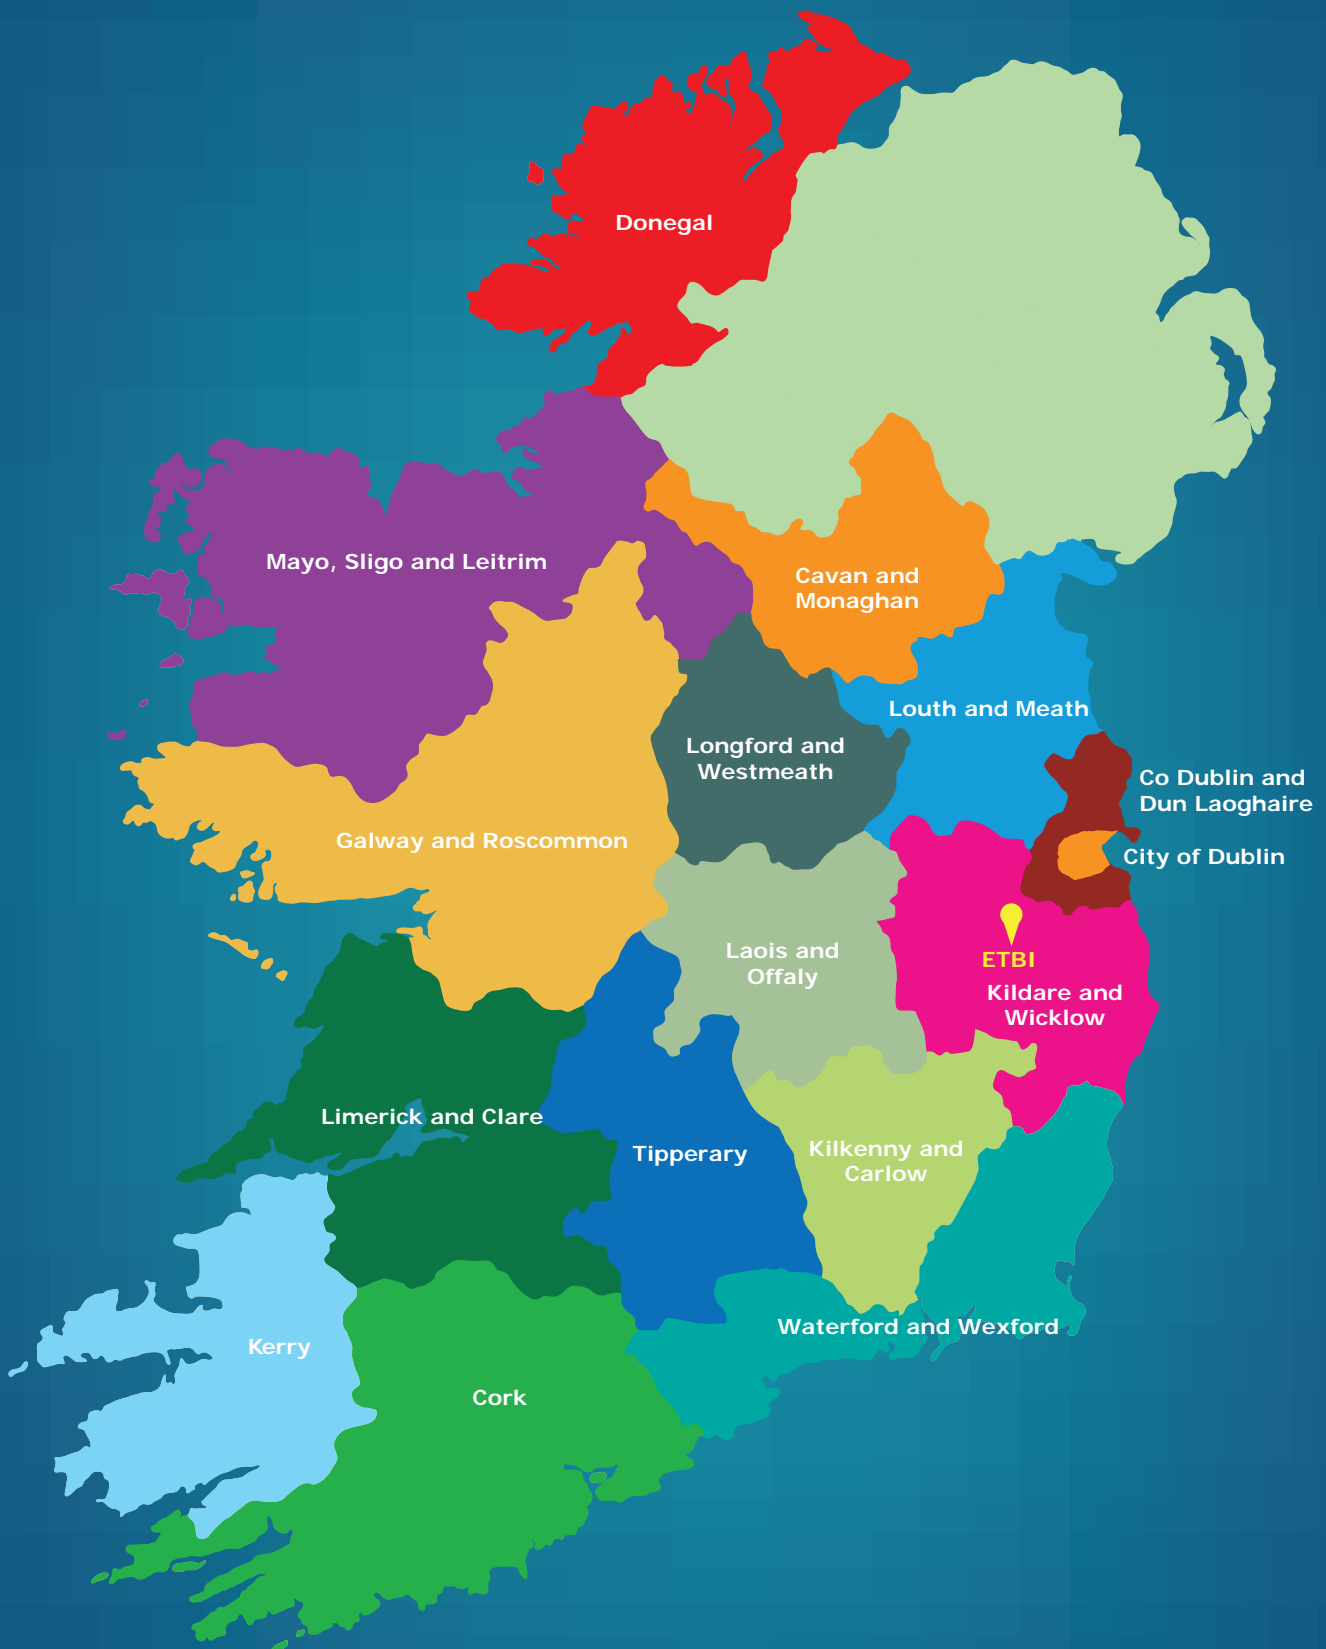 Donegal
Mayo, Sligo and Leitrim
Cavan and
Monaghan
Louth and Meath
Longford and
Westmeath
Co Dublin and
Dun Laoghaire
Galway and Roscommon
City of Dublin
Laois and
Offaly
ETBI
Kildare and
Wicklow
Limerick and Clare
Tipperary
Kilkenny and
Carlow
Waterford and Wexford
Kerry
Cork